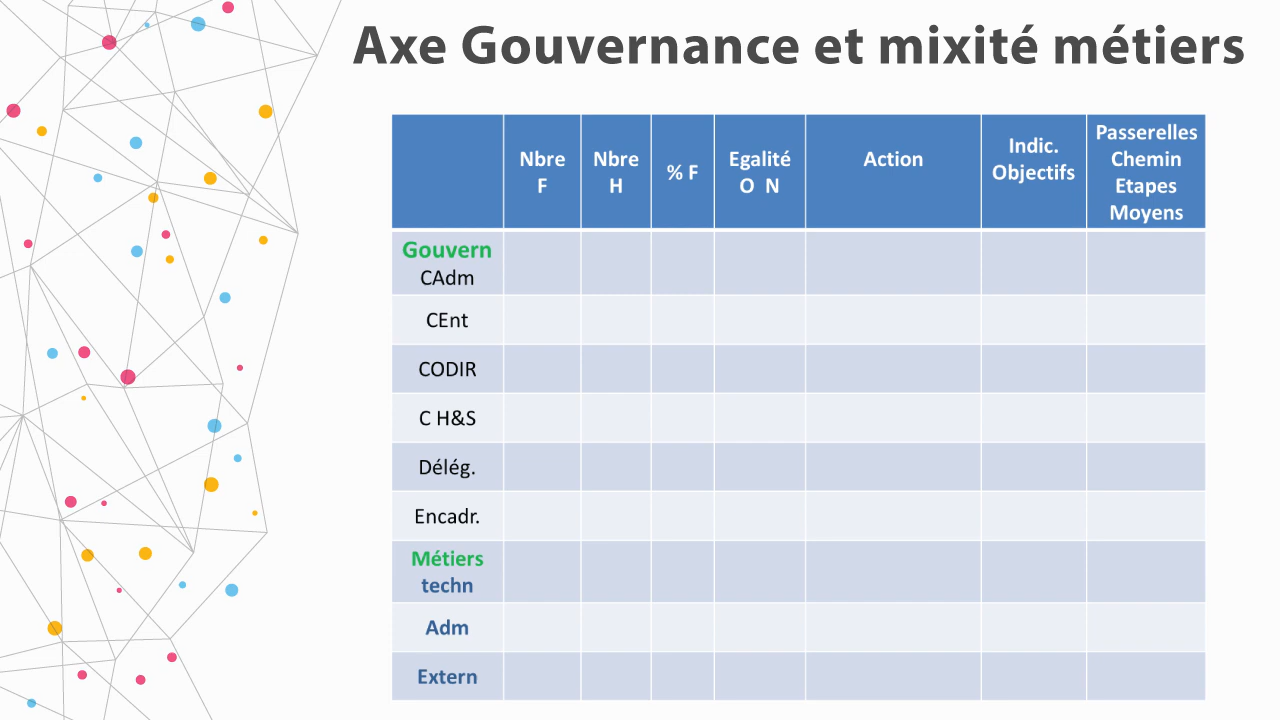 Axe Gouvernance et mixité métiers
Nbre
F
Nbre
H
% F
Egalité
O N
Action
Indic.
Objectifs
Passerelles
Chemin
Etapes
Moyens
Gouvern
CAdm
CEnt
CODIR
C H&S
Délég.
Encadr.
Métiers
techn
Adm
Extern